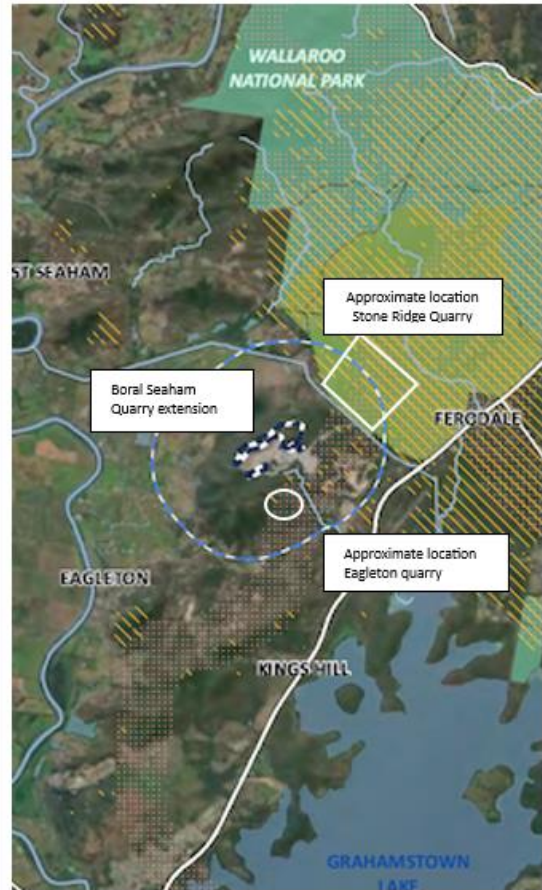 WALLAROO
NATIONAL PARK
ST SEAHAM
Approximate location
Stone Ridge Quarry
Boral Seaham
Quarry extension
FERODALE
Approximate location
Eagleton quarry
EAGLETON
KINGS HILL
GRAHAMSTOWN
LAKE